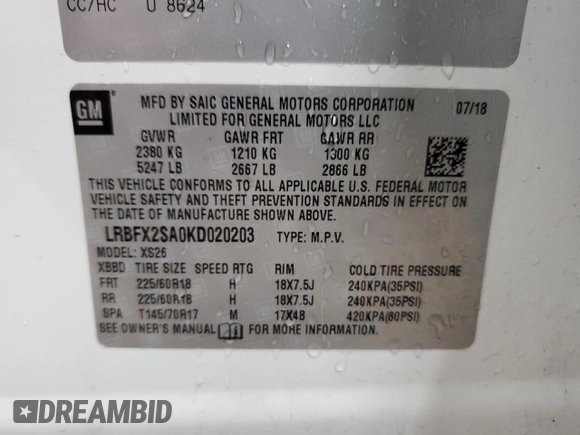 CC/HC U 8624
GM
MFD BY SAIC GENERAL MOTORS CORPORATION 07/18
LIMITED FOR GENERAL MOTORS LLC
GVWR GAWR FRT GAWR RR
2380 KG 1210 KG 1300 KG
5247 LB 2667 LB 2866 LB
THIS VEHICLE CONFORMS TO ALL APPLICABLE U.S. FEDERAL MOTOR
VEHICLE SAFETY AND THEFT PREVENTION STANDARDS IN EFFECT ON
THE DATE OF MANUFACTURE SHOWN ABOVE.
LRBFX2SA0KD020203 TYPE: M.P.V.
MODEL: XS26
XBBD TIRE SIZE SPEED RTG RIM COLD TIRE PRESSURE
FRT 225/60R18 H 18X7.5J 240KPA(35PSI)
RR 225/60R18 H 18X7.5J 240KPA(35PSI)
SPA T145/70R17 M 17X4B 420KPA(60PSI)
SEE OWNER'S MANUAL FOR MORE INFORMATION.
DREAMBID